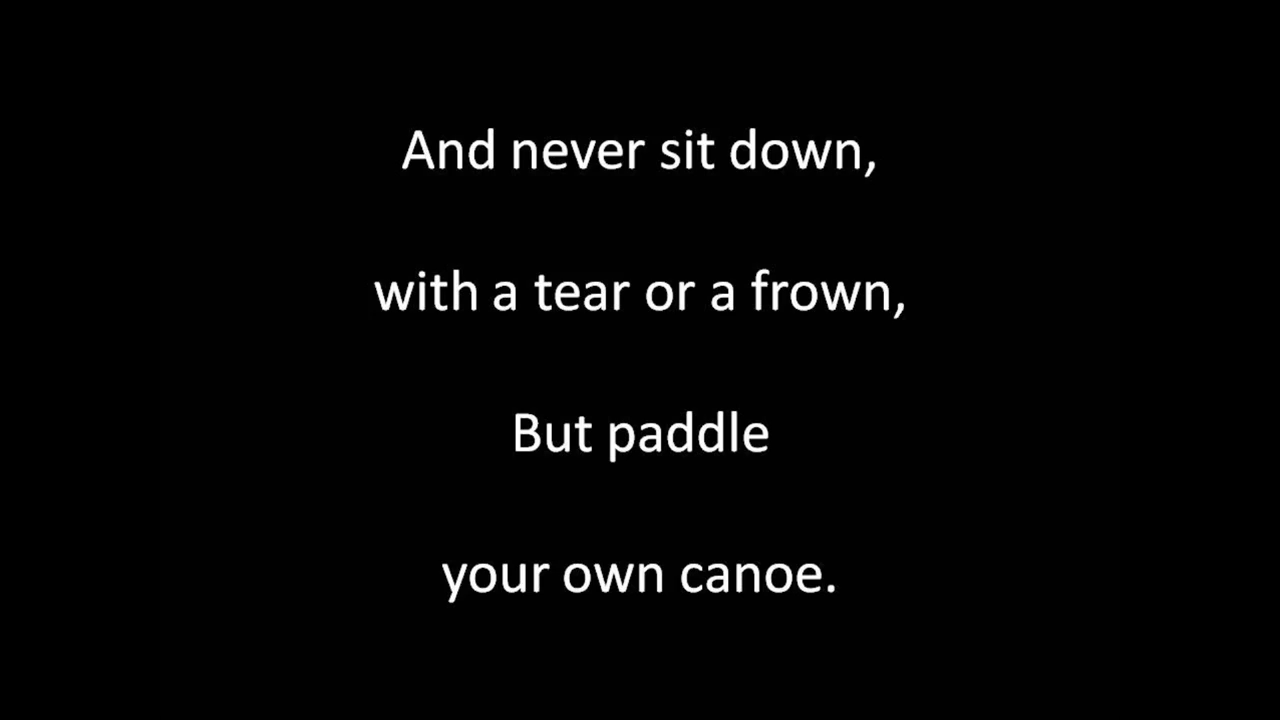 And never sit down,
with a tear or a frown,
But paddle
your own canoe.